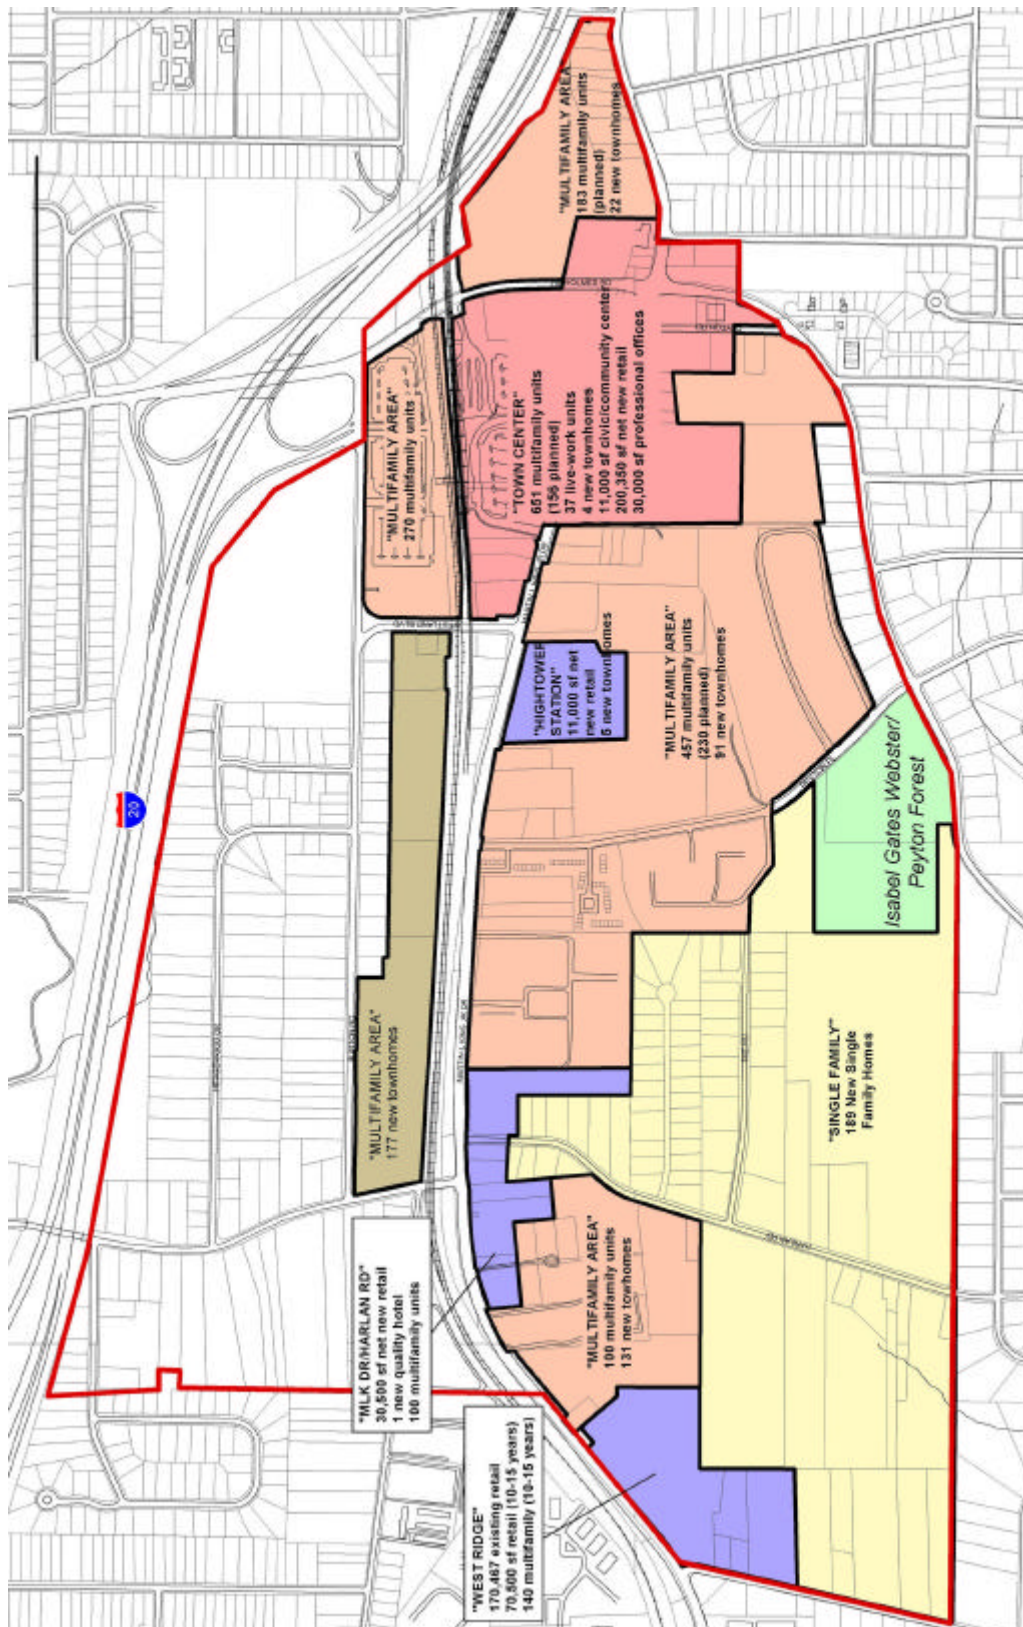 "MULTIFAMILY AREA"
183 multifamily units
(planned)
22 new townhomes
"MULTIFAMILY AREA"
270 multifamily units
"TOWN CENTER"
651 multifamily units
(156 planned)
37 live-work units
4 new townhomes
11,000 sf civic/community center
200,350 sf net new retail
30,000 sf professional offices
"HIGHTOWER
STATION"
11,000 sf net
new retail
5 new townhomes
"MULTIFAMILY AREA"
457 multifamily units
(230 planned)
91 new townhomes
20
Isabel Gates Webster/
Peyton Forest
"MULTIFAMILY AREA"
177 new townhomes
"SINGLE FAMILY"
189 New Single
Family Homes
"MULTIFAMILY AREA"
100 multifamily units
131 new towhomes
"MLK DR/HARLAN RD"
30,500 sf net new retail
1 new quality hotel
100 multifamily units
"WEST RIDGE"
170,467 existing retail
70,500 sf retail (10-15 years)
140 multifamily (10-15 years)
HARLAN RD